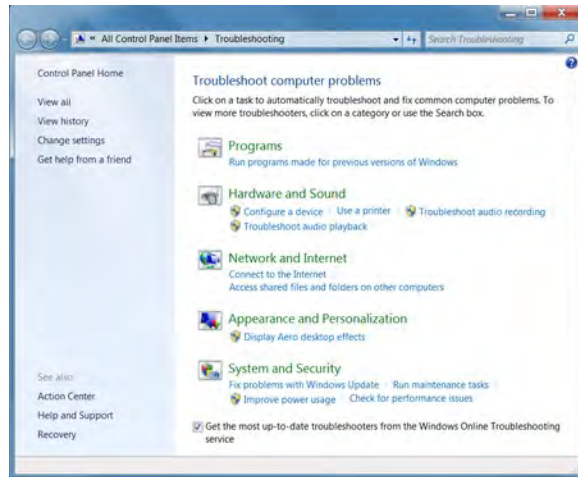 « All Control Panel Items ▸ Troubleshooting
Search Troubleshooting
Control Panel Home
View all
View history
Change settings
Get help from a friend
See also
Action Center
Help and Support
Recovery
Troubleshoot computer problems
Click on a task to automatically troubleshoot and fix common computer problems. To
view more troubleshooters, click on a category or use the Search box.
Programs
Run programs made for previous versions of Windows
Hardware and Sound
Configure a device Use a printer Troubleshoot audio recording
Troubleshoot audio playback
Network and Internet
Connect to the Internet
Access shared files and folders on other computers
Appearance and Personalization
Display Aero desktop effects
System and Security
Fix problems with Windows Update Run maintenance tasks
Improve power usage Check for performance issues
Get the most up-to-date troubleshooters from the Windows Online Troubleshooting
service